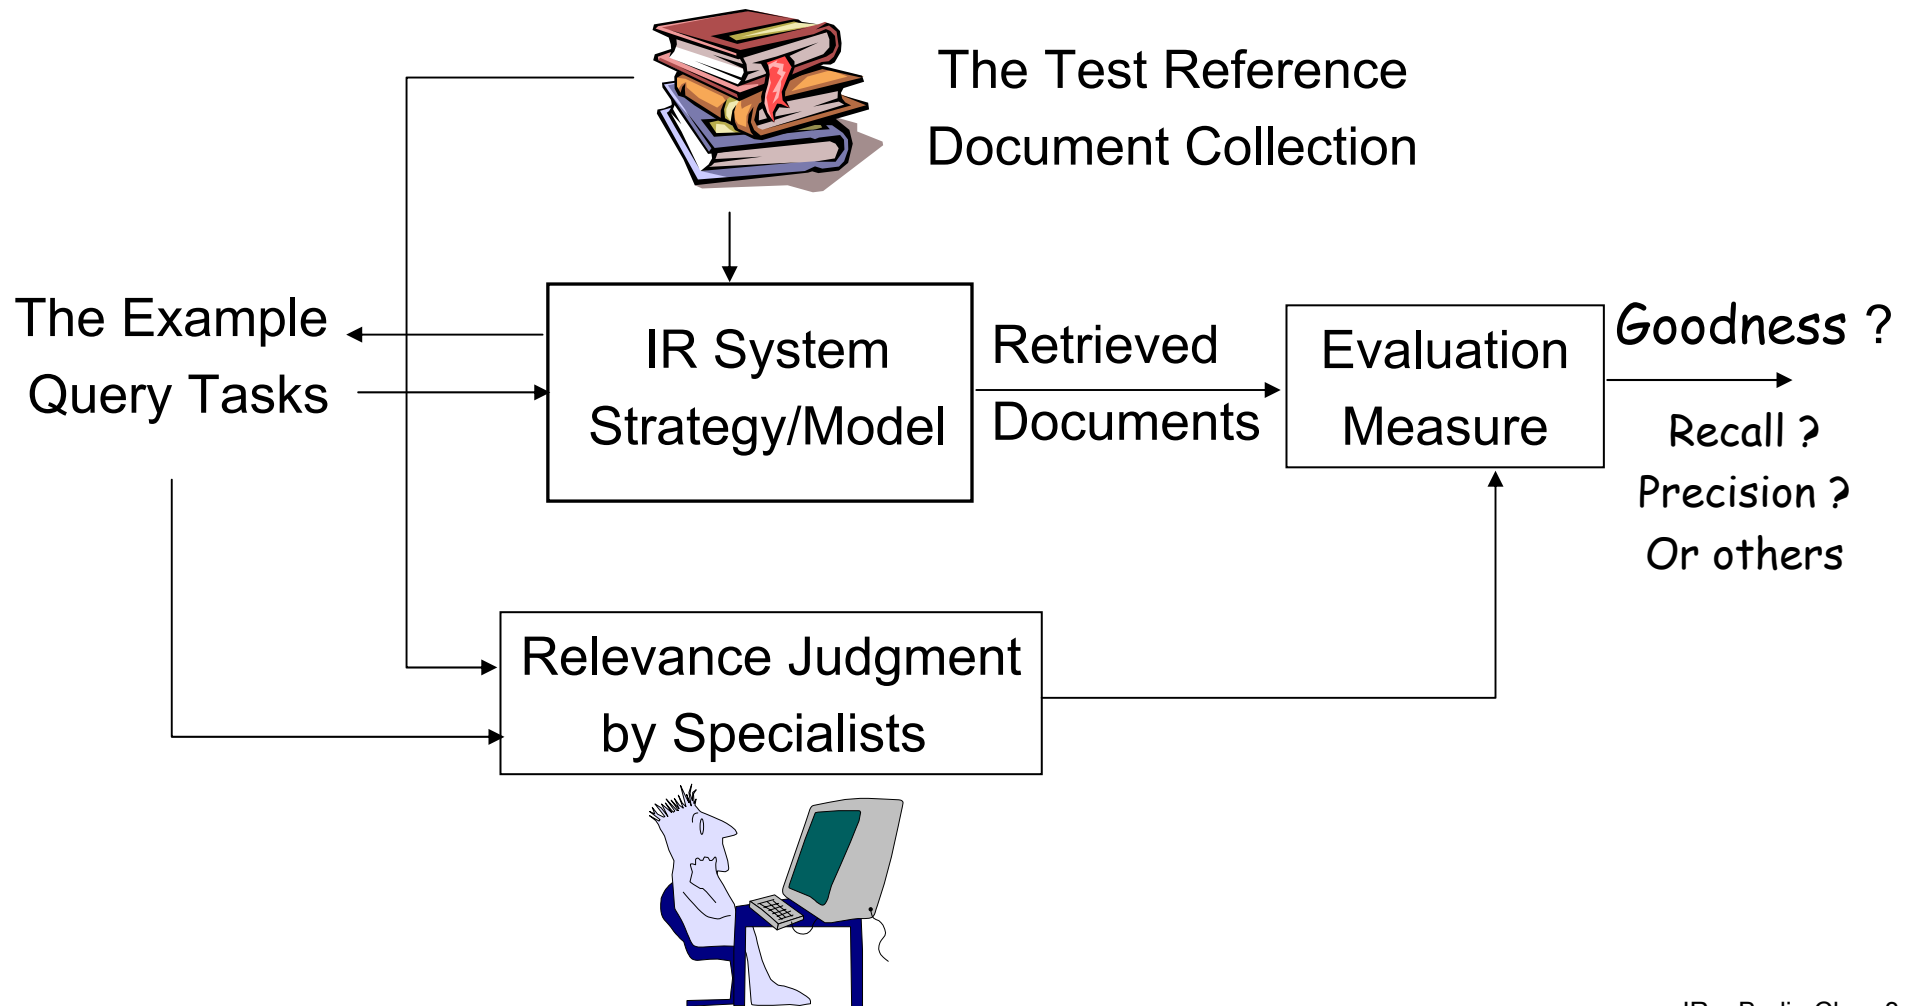 The Test Reference
Document Collection
The Example
Query Tasks
IR System
Strategy/Model
Retrieved
Documents
Evaluation
Measure
Goodness ?
Recall ?
Precision ?
Or others
Relevance Judgment
by Specialists